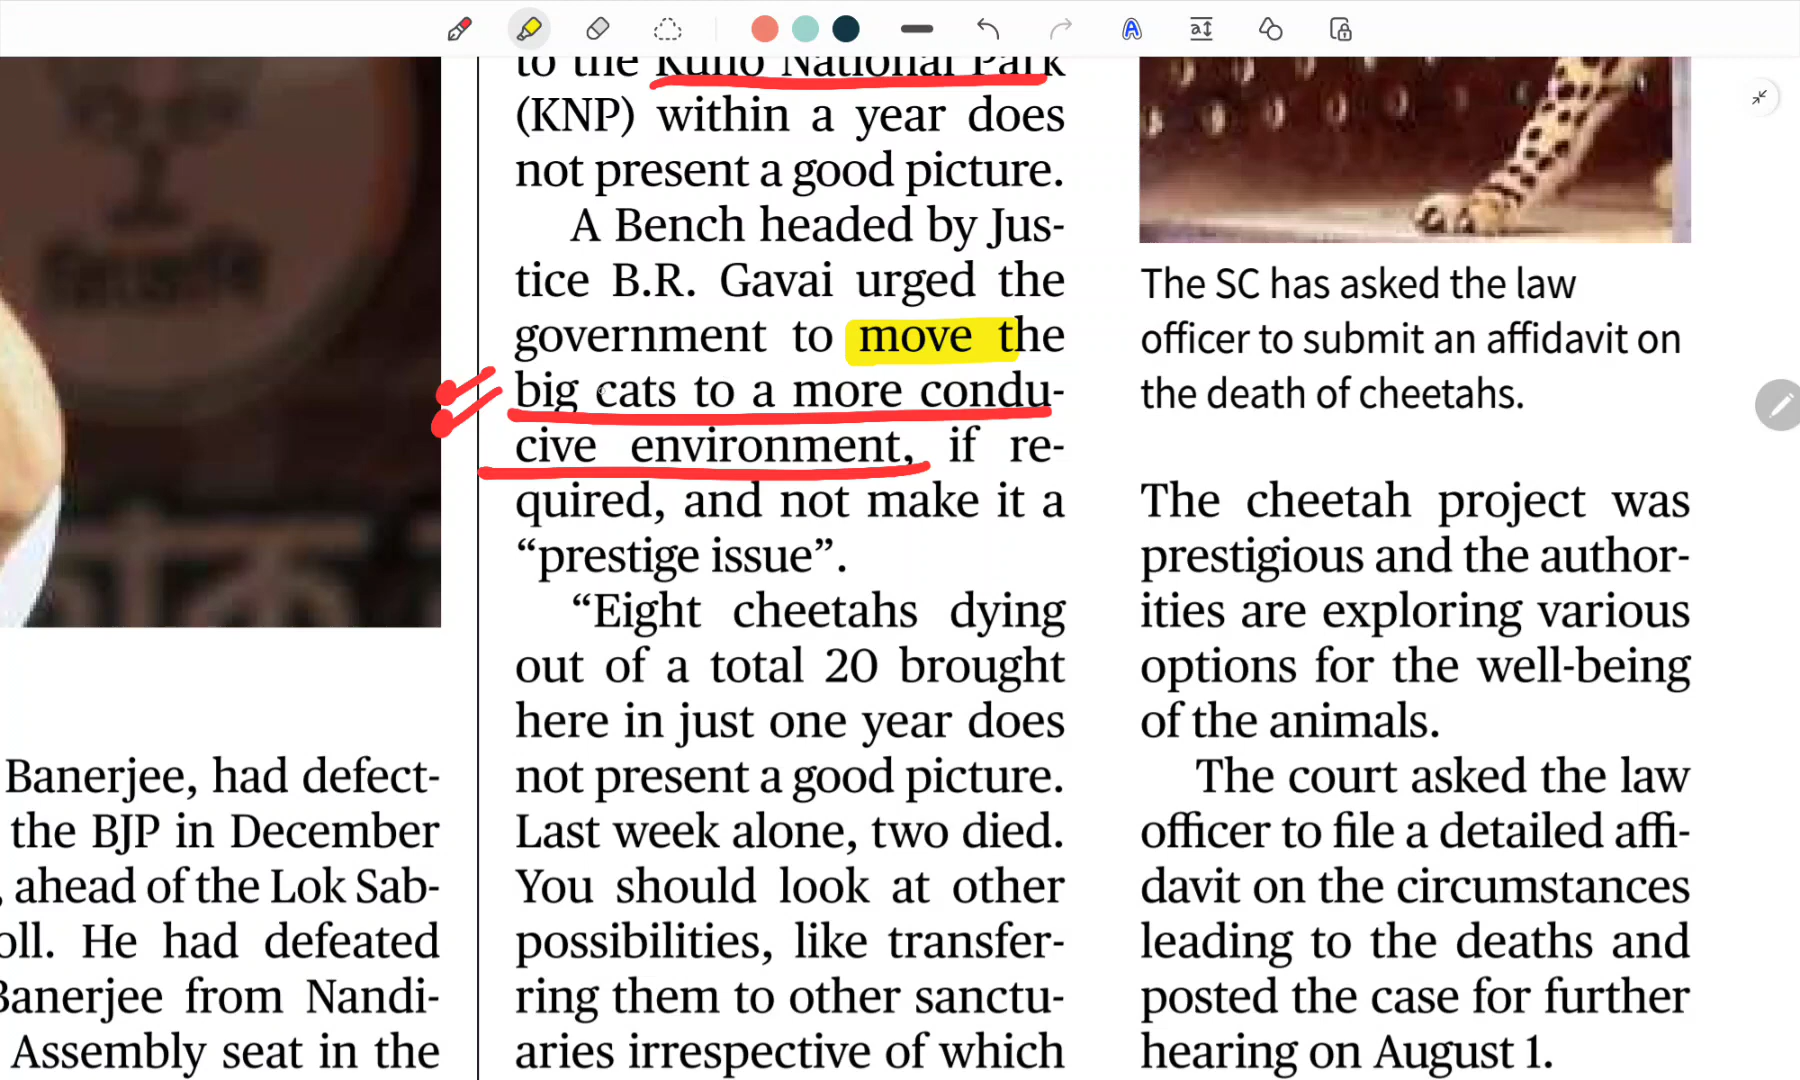 to the Kuno National Park
(KNP) within a year does
not present a good picture.
A Bench headed by Jus-
tice B.R. Gavai urged the
government to move the
big cats to a more condu-
cive environment, if re-
quired, and not make it a
“prestige issue”.
“Eight cheetahs dying
out of a total 20 brought
here in just one year does
not present a good picture.
Last week alone, two died.
You should look at other
possibilities, like transfer-
ring them to other sanctu-
aries irrespective of which
The SC has asked the law
officer to submit an affidavit on
the death of cheetahs.
The cheetah project was
prestigious and the author-
ities are exploring various
options for the well-being
of the animals.
The court asked the law
officer to file a detailed affi-
davit on the circumstances
leading to the deaths and
posted the case for further
hearing on August 1.
Banerjee, had defect-
the BJP in December
, ahead of the Lok Sab-
oll. He had defeated
Banerjee from Nandi-
Assembly seat in the